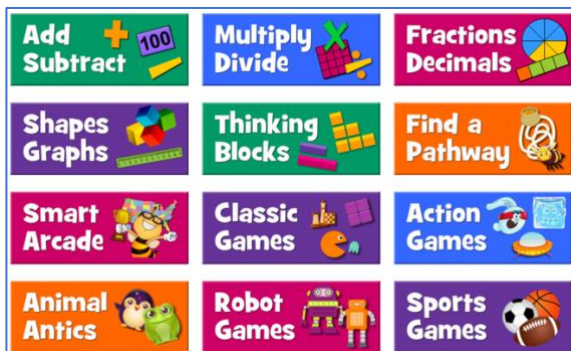 Add
Subtract
100
Multiply
Divide
Fractions
Decimals
Shapes
Graphs
Thinking
Blocks
Find a
Pathway
Smart
Arcade
Classic
Games
Action
Games
Animal
Antics
Robot
Games
Sports
Games